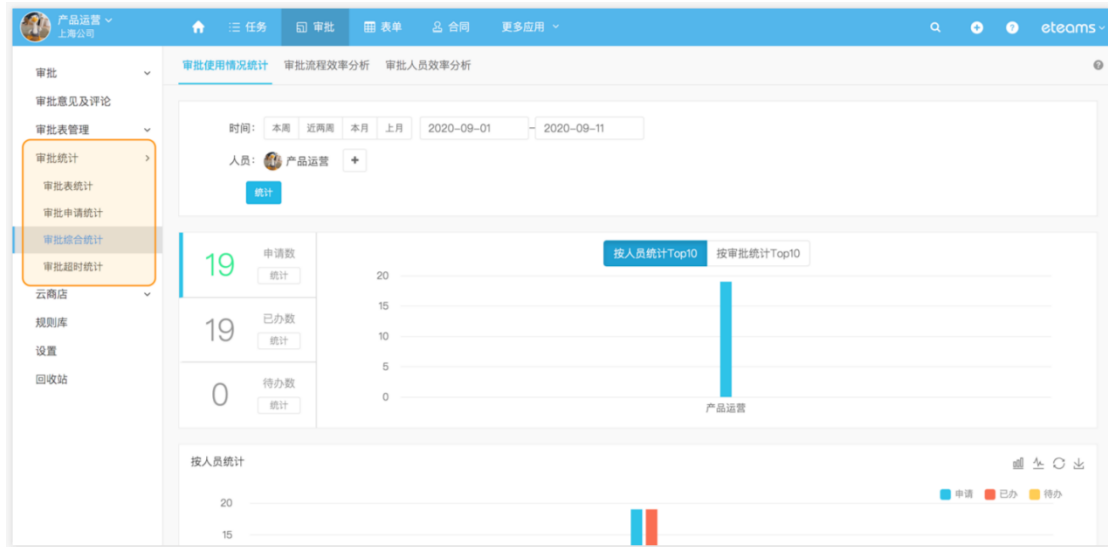 产品运营
上海公司
任务
审批
表单
合同
更多应用
eteams
审批
审批意见及评论
审批表管理
审批统计
审批表统计
审批申请统计
审批综合统计
审批超时统计
云商店
规则库
设置
回收站
审批使用情况统计 审批流程效率分析 审批人员效率分析
时间: 本周 近两周 本月 上月 2020-09-01 - 2020-09-11
人员: 产品运营 +
统计
19 申请数
统计
19 已办数
统计
0 待办数
统计
按人员统计Top10 按审批统计Top10
20
15
10
5
0
产品运营
按人员统计
申请 已办 待办
20
15